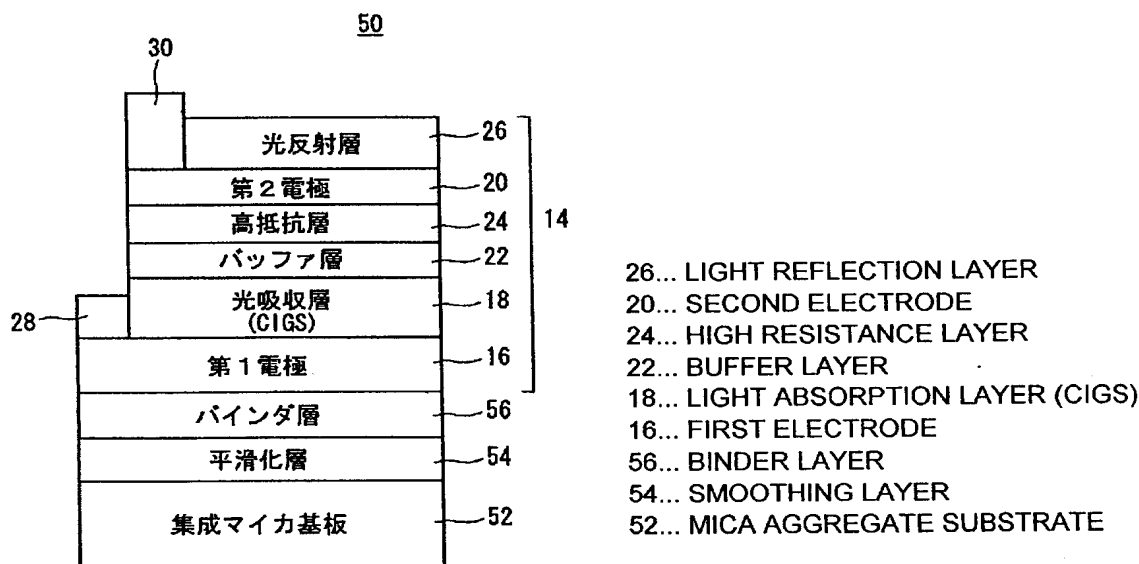 50
30
光反射層 26
第2電極 20
高抵抗層 24
14
バッファ層 22
光吸収層
(CIGS) 18
28
第1電極 16
バインダ層 56
平滑化層 54
集成マイカ基板 52
26... LIGHT REFLECTION LAYER
20... SECOND ELECTRODE
24... HIGH RESISTANCE LAYER
22... BUFFER LAYER
18... LIGHT ABSORPTION LAYER (CIGS)
16... FIRST ELECTRODE
56... BINDER LAYER
54... SMOOTHING LAYER
52... MICA AGGREGATE SUBSTRATE